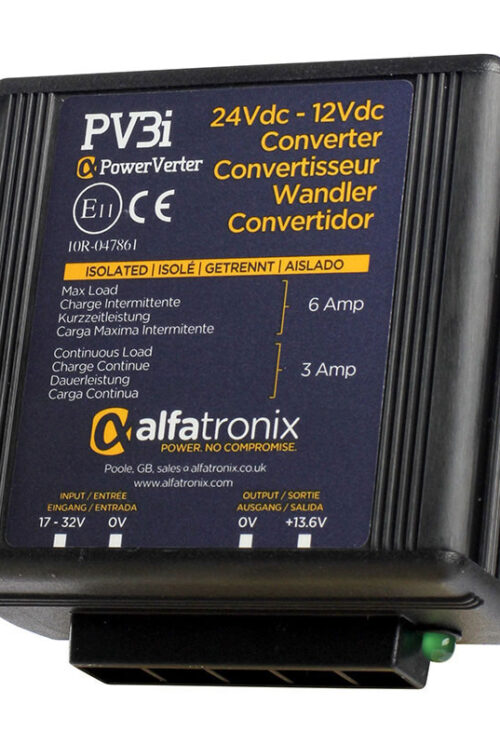 PV3i
PowerVerter
E11 CE
10R-047861
24Vdc - 12Vdc
Converter
Convertisseur
Wandler
Convertidor
ISOLATED | ISOLÉ | GETRENNT | AISLADO
Max Load
Charge Intermittente
Kurzzeitleistung
Carga Maxima Intermitente
6 Amp
Continuous Load
Charge Continue
Dauerleistung
Carga Continua
3 Amp
alfatronix
POWER. NO COMPROMISE.
Poole, GB, sales @ alfatronix.co.uk
www.alfatronix.com
INPUT / ENTRÉE
EINGANG / ENTRADA
17 - 32V 0V
OUTPUT / SORTIE
AUSGANG / SALIDA
0V +13.6V